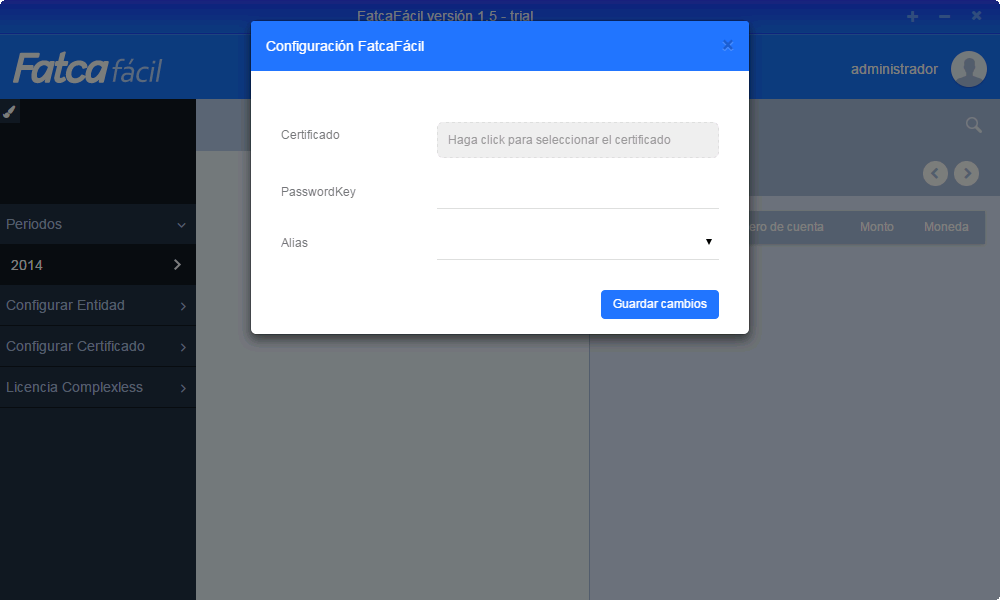 FatcaFácil versión 1.5 - trial
Configuración FatcaFácil
Fatca fácil
administrador
Certificado
Haga click para seleccionar el certificado
PasswordKey
Alias
Guardar cambios
Periodos
2014
Configurar Entidad
Configurar Certificado
Licencia Complexless
de cuenta Monto Moneda